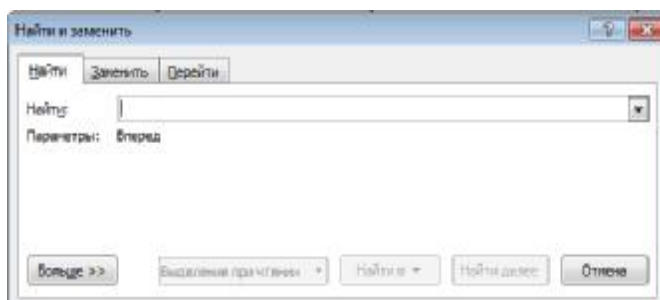 Найти и заменить
Найти Заменить Перейти
Найти:
Параметры: Вперед
Больше >> Выделение при чтении Найти в Найти далее Отмена